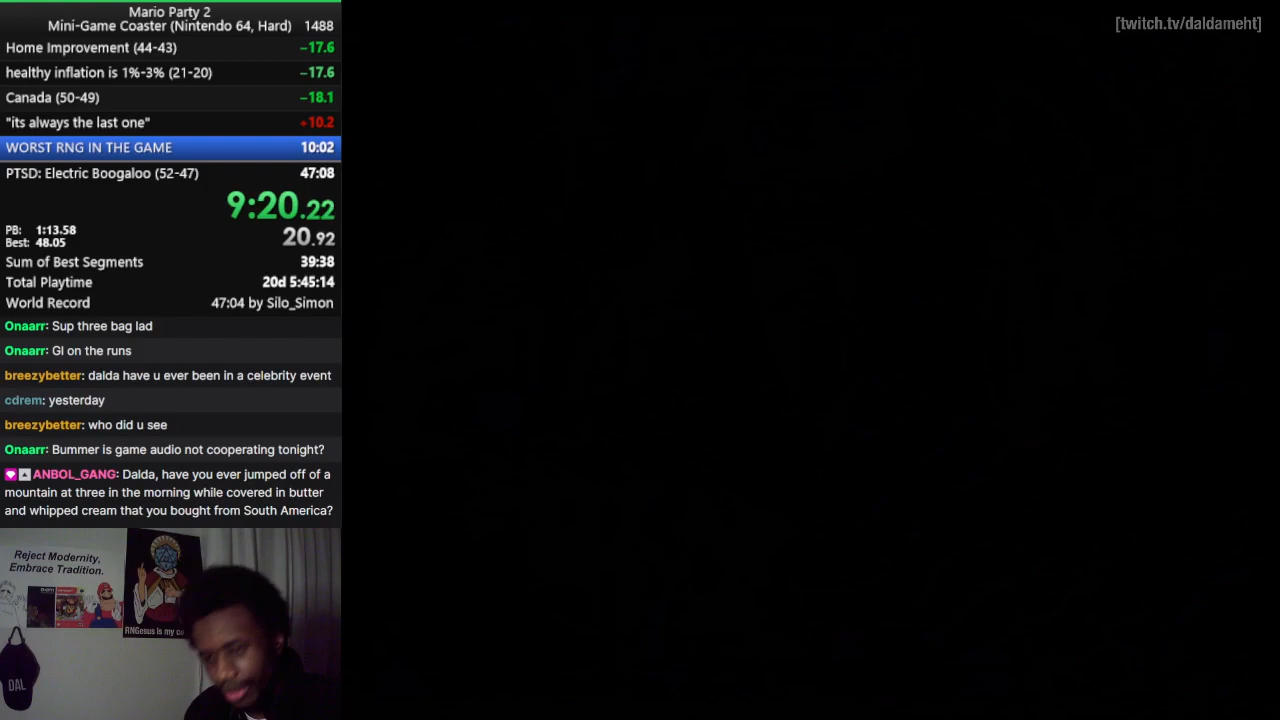 Mario Party 2
Mini-Game Coaster (Nintendo 64, Hard) 1488
[twitch.tv/daldameht]
Home Improvement (44-43) -17.6
healthy inflation is 1%-3% (21-20) -17.6
Canada (50-49) -18.1
"its always the last one" +10.2
WORST RNG IN THE GAME 10:02
PTSD: Electric Boogaloo (52-47) 47:08
9:20.22
PB: 1:13.58
Best: 48.05
20.92
Sum of Best Segments 39:38
Total Playtime 20d 5:45:14
World Record 47:04 by Silo_Simon
Onaarr: Sup three bag lad
Onaarr: Gl on the runs
breezybetter: dalda have u ever been in a celebrity event
cdrem: yesterday
breezybetter: who did u see
Onaarr: Bummer is game audio not cooperating tonight?
ANBOL_GANG: Dalda, have you ever jumped off of a
mountain at three in the morning while covered in butter
and whipped cream that you bought from South America?
Reject Modernity,
Embrace Tradition.
RNGesus is my co
DAL